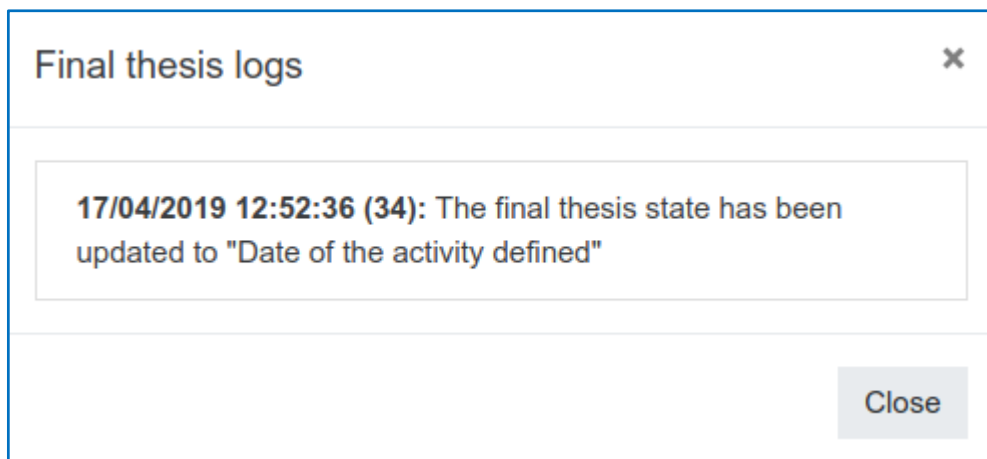 Final thesis logs
×
17/04/2019 12:52:36 (34): The final thesis state has been
updated to "Date of the activity defined"
Close